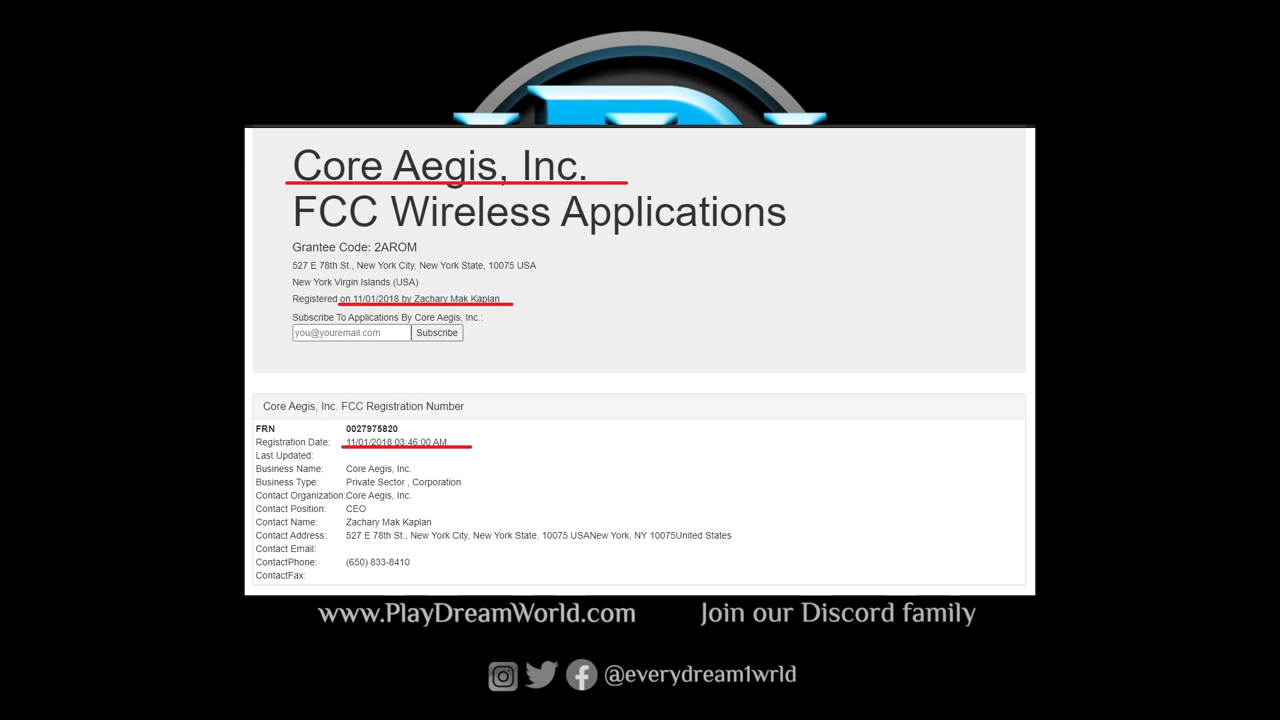 Core Aegis, Inc.
FCC Wireless Applications
Grantee Code: 2AROM
527 E 78th St., New York City, New York State, 10075 USA
New York Virgin Islands (USA)
Registered on 11/01/2018 by Zachary Mak Kaplan
Subscribe To Applications By Core Aegis, Inc.:
you@youremail.com Subscribe
Core Aegis, Inc. FCC Registration Number
FRN 0027975820
Registration Date: 11/01/2018 03:46:00 AM
Last Updated:
Business Name: Core Aegis, Inc.
Business Type: Private Sector , Corporation
Contact Organization:Core Aegis, Inc.
Contact Position: CEO
Contact Name: Zachary Mak Kaplan
Contact Address: 527 E 78th St., New York City, New York State, 10075 USANew York, NY 10075United States
Contact Email:
ContactPhone: (650) 833-8410
ContactFax:
www.PlayDreamWorld.com Join our Discord family
@everydream1wrld